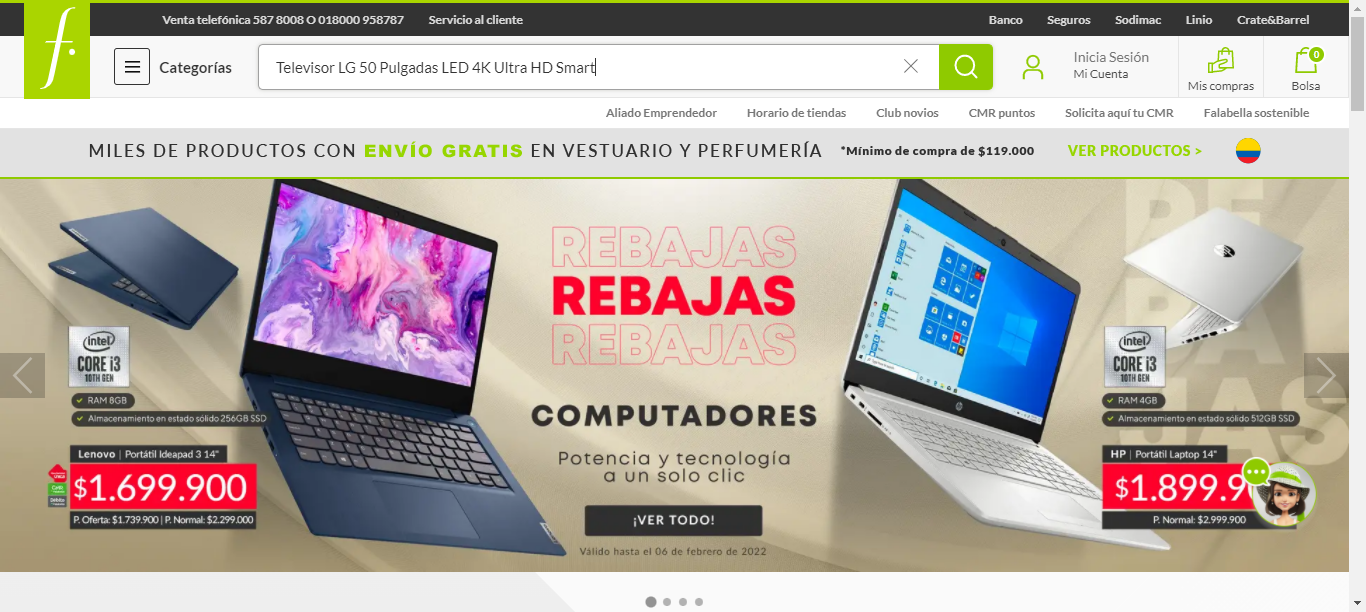 Venta telefónica 587 8008 O 018000 958787 Servicio al cliente Banco Seguros Sodimac Linio Crate&Barrel
f.
Categorías Televisor LG 50 Pulgadas LED 4K Ultra HD Smart Inicia Sesión
Mi Cuenta
Mis compras
0
Bolsa
Aliado Emprendedor Horario de tiendas Club novios CMR puntos Solicita aquí tu CMR Falabella sostenible
MILES DE PRODUCTOS CON ENVÍO GRATIS EN VESTUARIO Y PERFUMERÍA *Mínimo de compra de $119.000 VER PRODUCTOS >
REBAJAS
REBAJAS
REBAJAS
COMPUTADORES
Potencia y tecnología
a un solo clic
¡VER TODO!
Válido hasta el 06 de febrero de 2022
intel
CORE i3
10TH GEN
RAM 8GB
Almacenamiento en estado sólido 256GB SSD
Lenovo | Portátil Ideapad 3 14"
$1.699.900
P. Oferta: $1.739.900 | P. Normal: $2.299.000
intel
CORE i3
10TH GEN
RAM 4GB
Almacenamiento en estado sólido 512GB SSD
HP | Portátil Laptop 14"
$1.899.9
P. Normal: $2.999.900